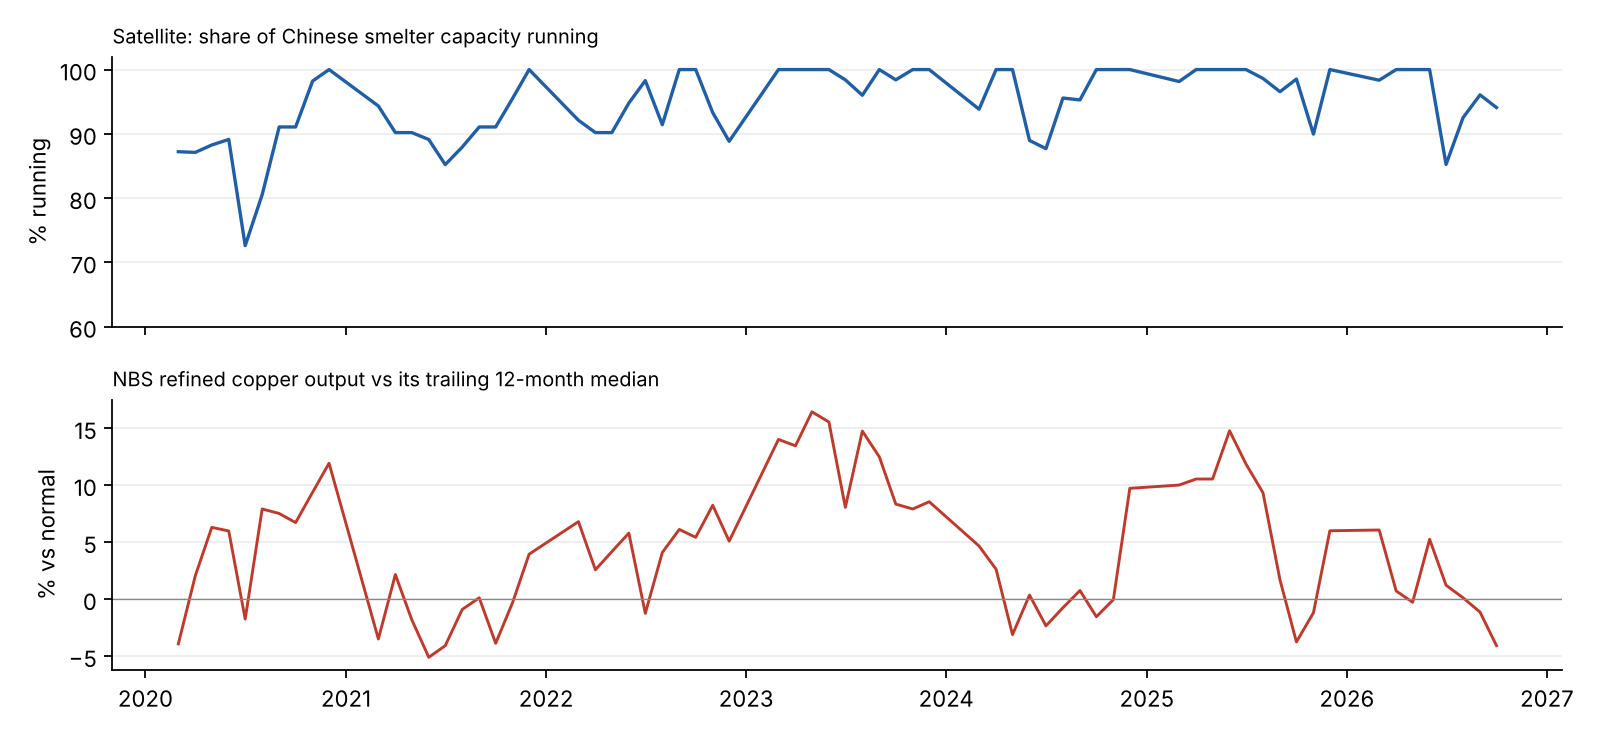 Satellite: share of Chinese smelter capacity running
% running
100
90
80
70
60
NBS refined copper output vs its trailing 12-month median
% vs normal
15
10
5
0
−5
2020 2021 2022 2023 2024 2025 2026 2027